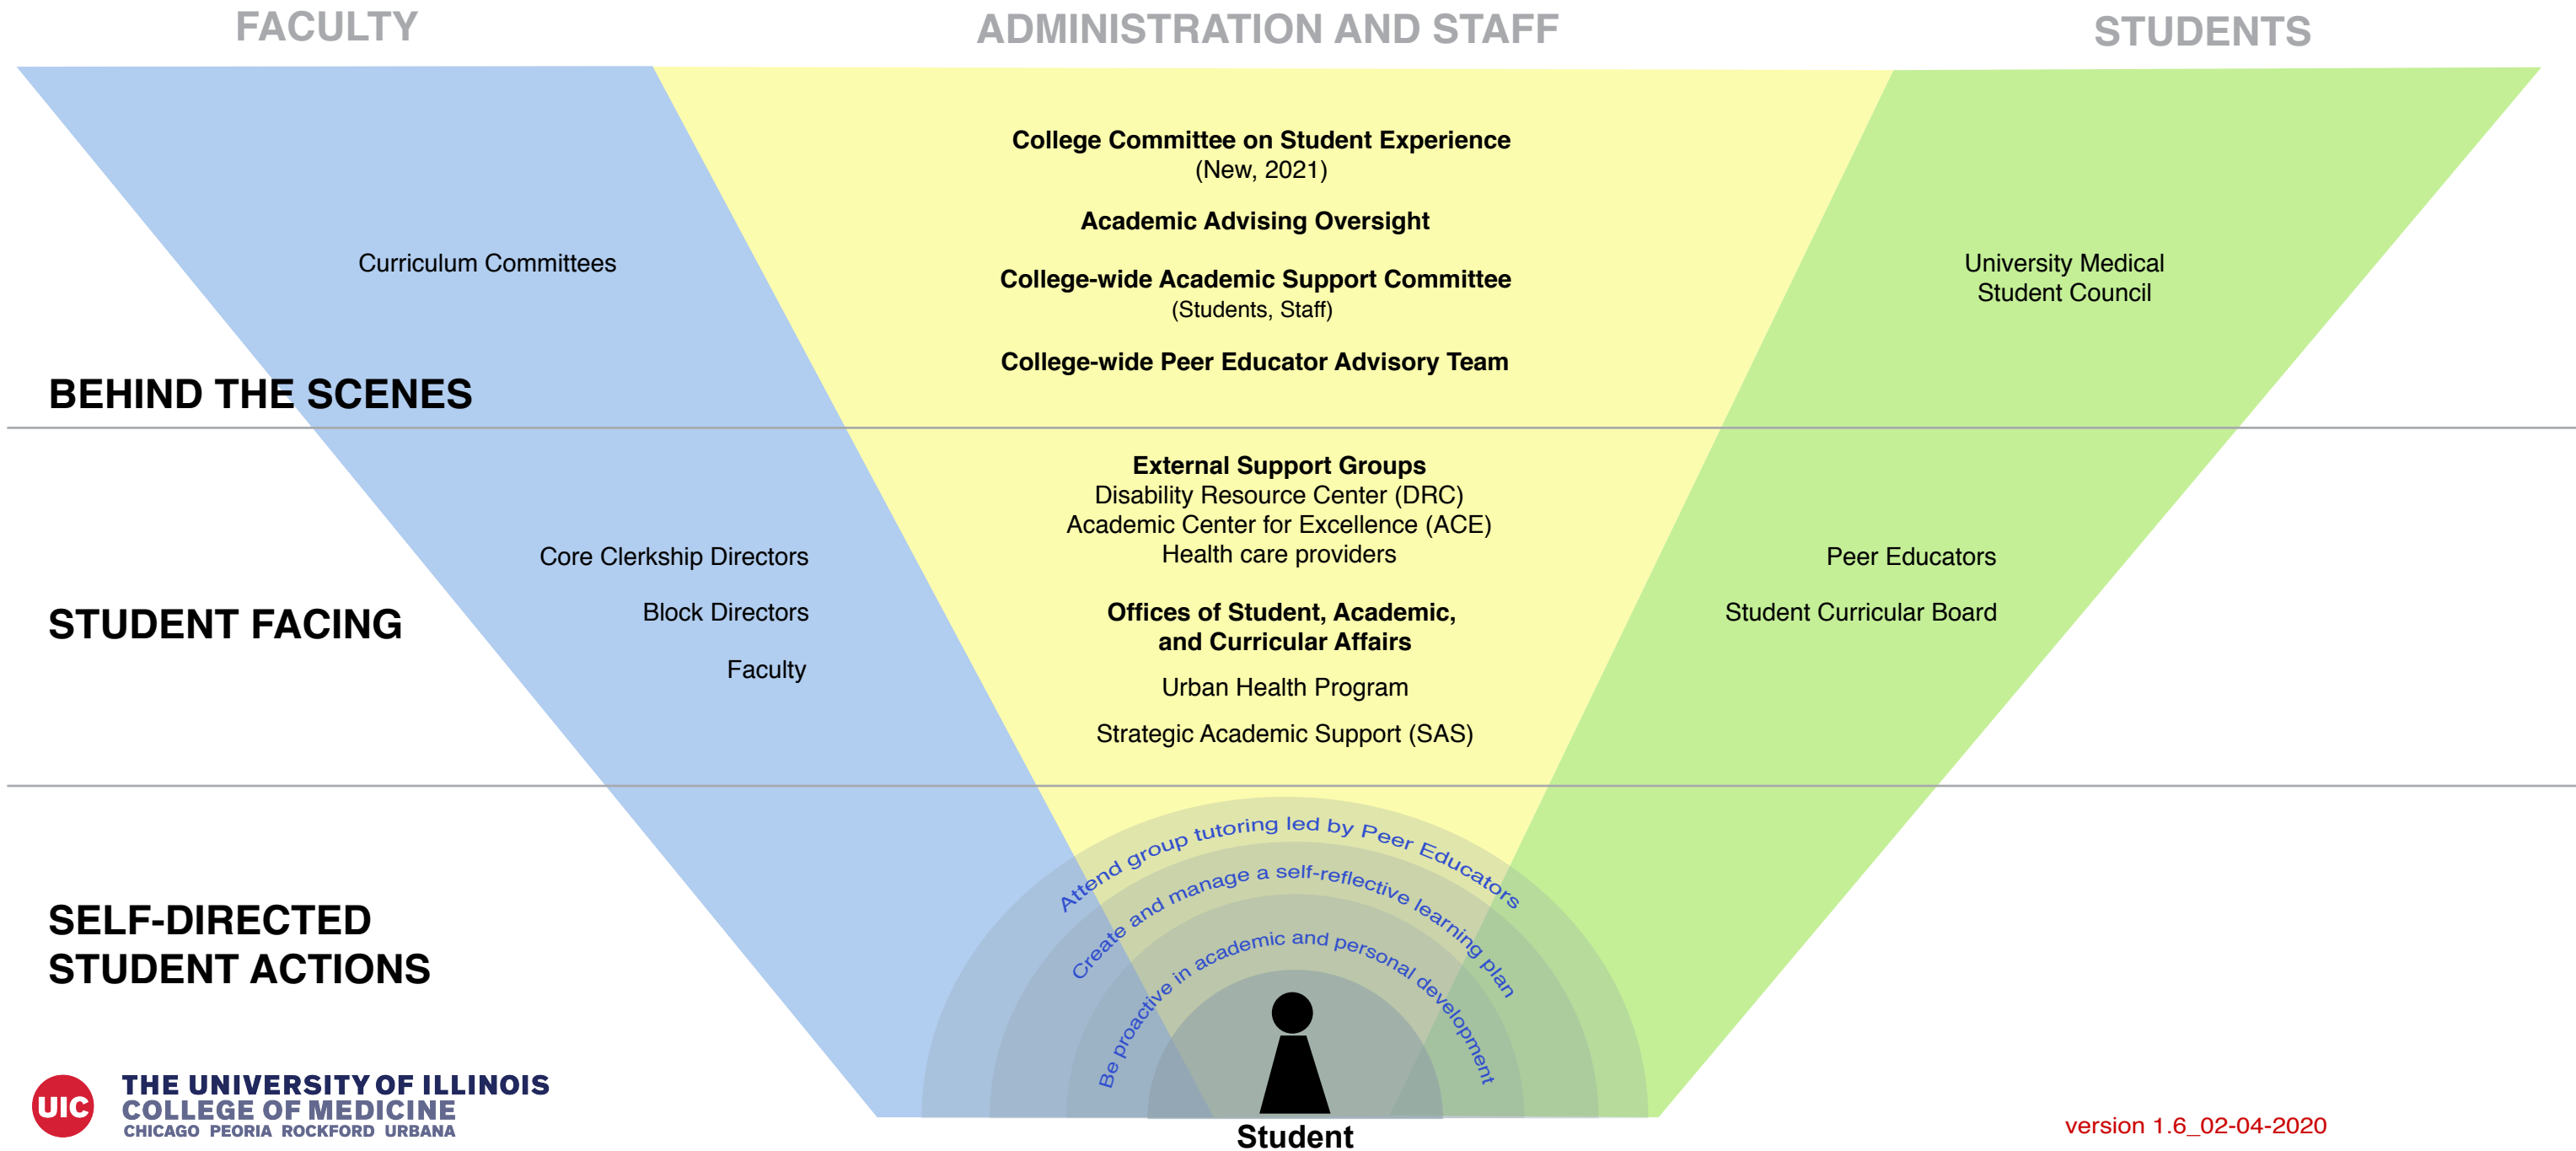 FACULTY
ADMINISTRATION AND STAFF
STUDENTS
College Committee on Student Experience
(New, 2021)
Academic Advising Oversight
Curriculum Committees
College-wide Academic Support Committee
(Students, Staff)
University Medical
Student Council
College-wide Peer Educator Advisory Team
BEHIND THE SCENES
External Support Groups
Disability Resource Center (DRC)
Academic Center for Excellence (ACE)
Health care providers
Core Clerkship Directors
Block Directors
Faculty
STUDENT FACING
Offices of Student, Academic,
and Curricular Affairs
Urban Health Program
Strategic Academic Support (SAS)
Peer Educators
Student Curricular Board
Attend group tutoring led by Peer Educators
Create and manage a self-reflective learning plan
Be proactive in academic and personal development
SELF-DIRECTED
STUDENT ACTIONS
Student
UIC
THE UNIVERSITY OF ILLINOIS
COLLEGE OF MEDICINE
CHICAGO PEORIA ROCKFORD URBANA
version 1.6_02-04-2020